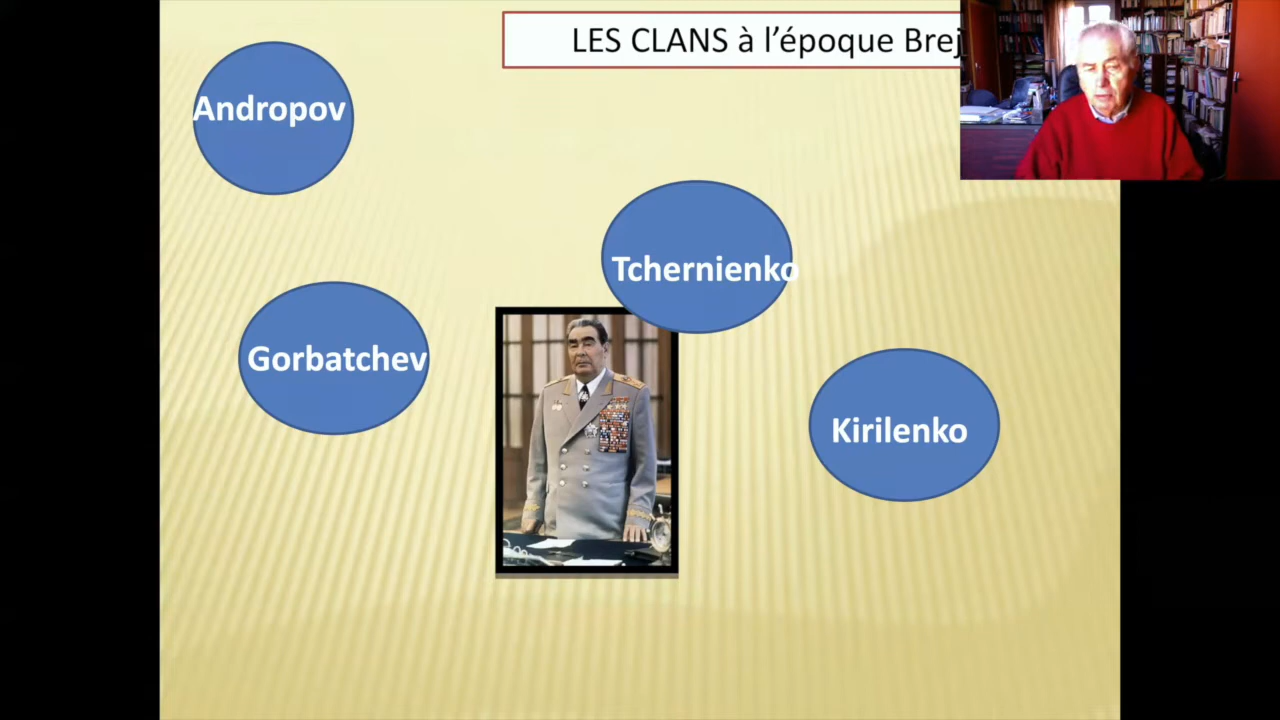 LES CLANS à l'époque Brej
Andropov
Tchernienko
Gorbatchev
Kirilenko